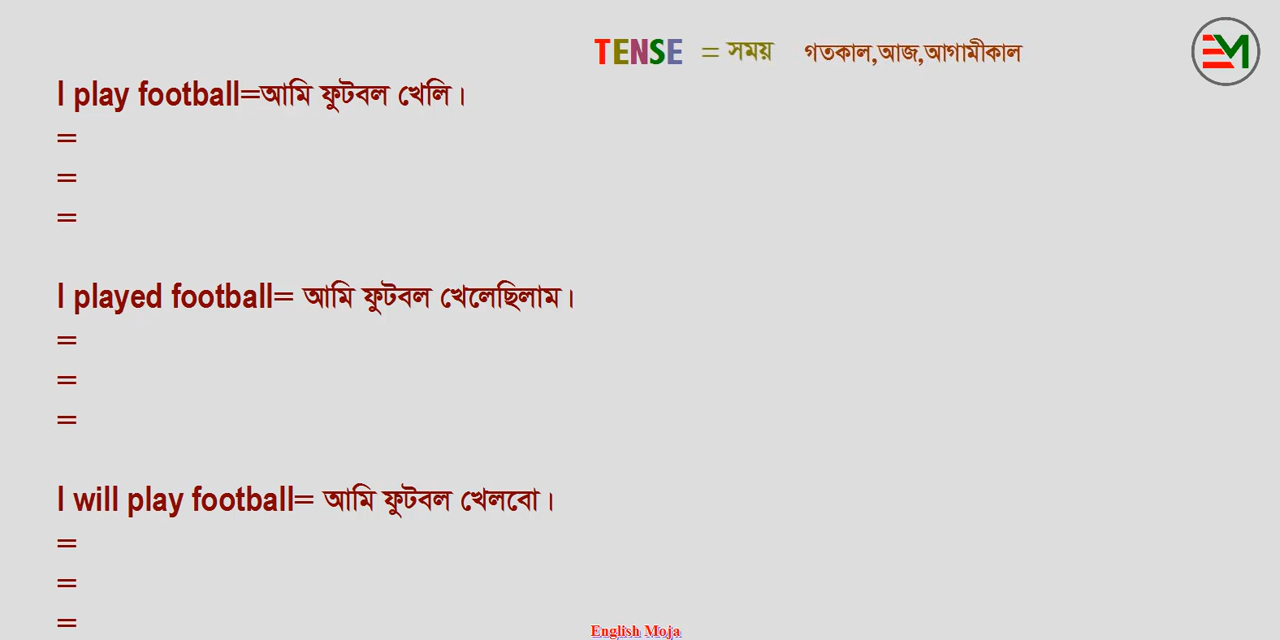 TENSE = সময় গতকাল,আজ,আগামীকাল
EM
I play football=আমি ফুটবল খেলি।
=
=
=
I played football= আমি ফুটবল খেলেছিলাম।
=
=
=
I will play football= আমি ফুটবল খেলবো।
=
=
=
English Moja